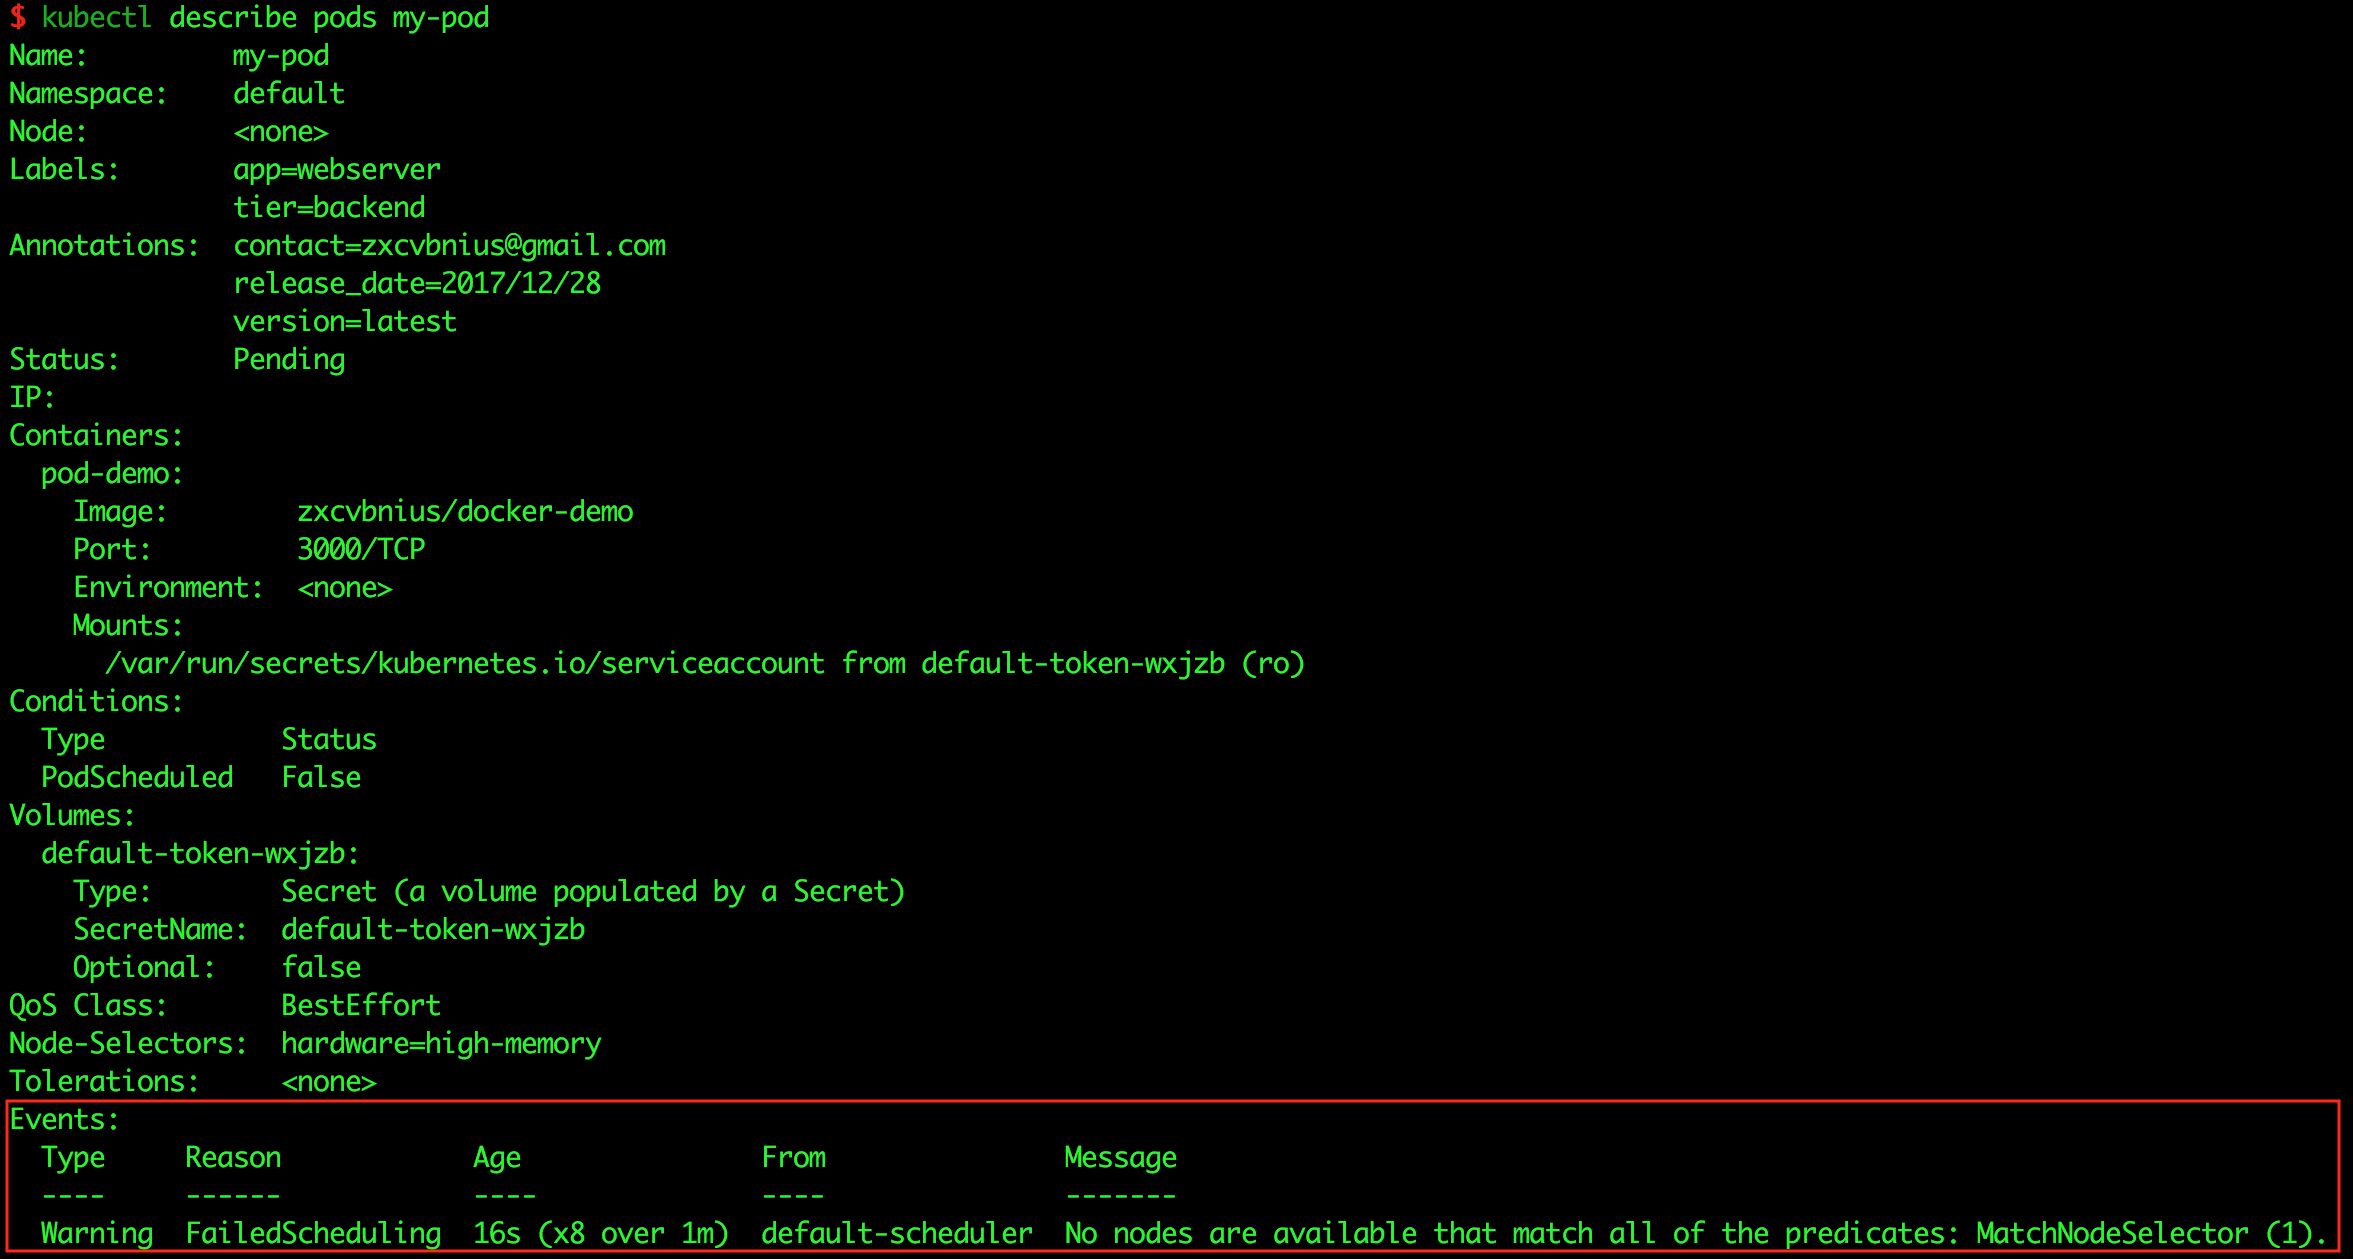 $ kubectl describe pods my-pod
Name:         my-pod
Namespace:    default
Node:         <none>
Labels:       app=webserver
              tier=backend
Annotations:  contact=zxcvbnius@gmail.com
              release_date=2017/12/28
              version=latest
Status:       Pending
IP:
Containers:
  pod-demo:
    Image:        zxcvbnius/docker-demo
    Port:         3000/TCP
    Environment:  <none>
    Mounts:
      /var/run/secrets/kubernetes.io/serviceaccount from default-token-wxjzb (ro)
Conditions:
  Type           Status
  PodScheduled   False
Volumes:
  default-token-wxjzb:
    Type:        Secret (a volume populated by a Secret)
    SecretName:  default-token-wxjzb
    Optional:    false
QoS Class:       BestEffort
Node-Selectors:  hardware=high-memory
Tolerations:     <none>
Events:
  Type     Reason            Age               From               Message
  ----     ------            ----              ----               -------
  Warning  FailedScheduling  16s (x8 over 1m)  default-scheduler  No nodes are available that match all of the predicates: MatchNodeSelector (1).